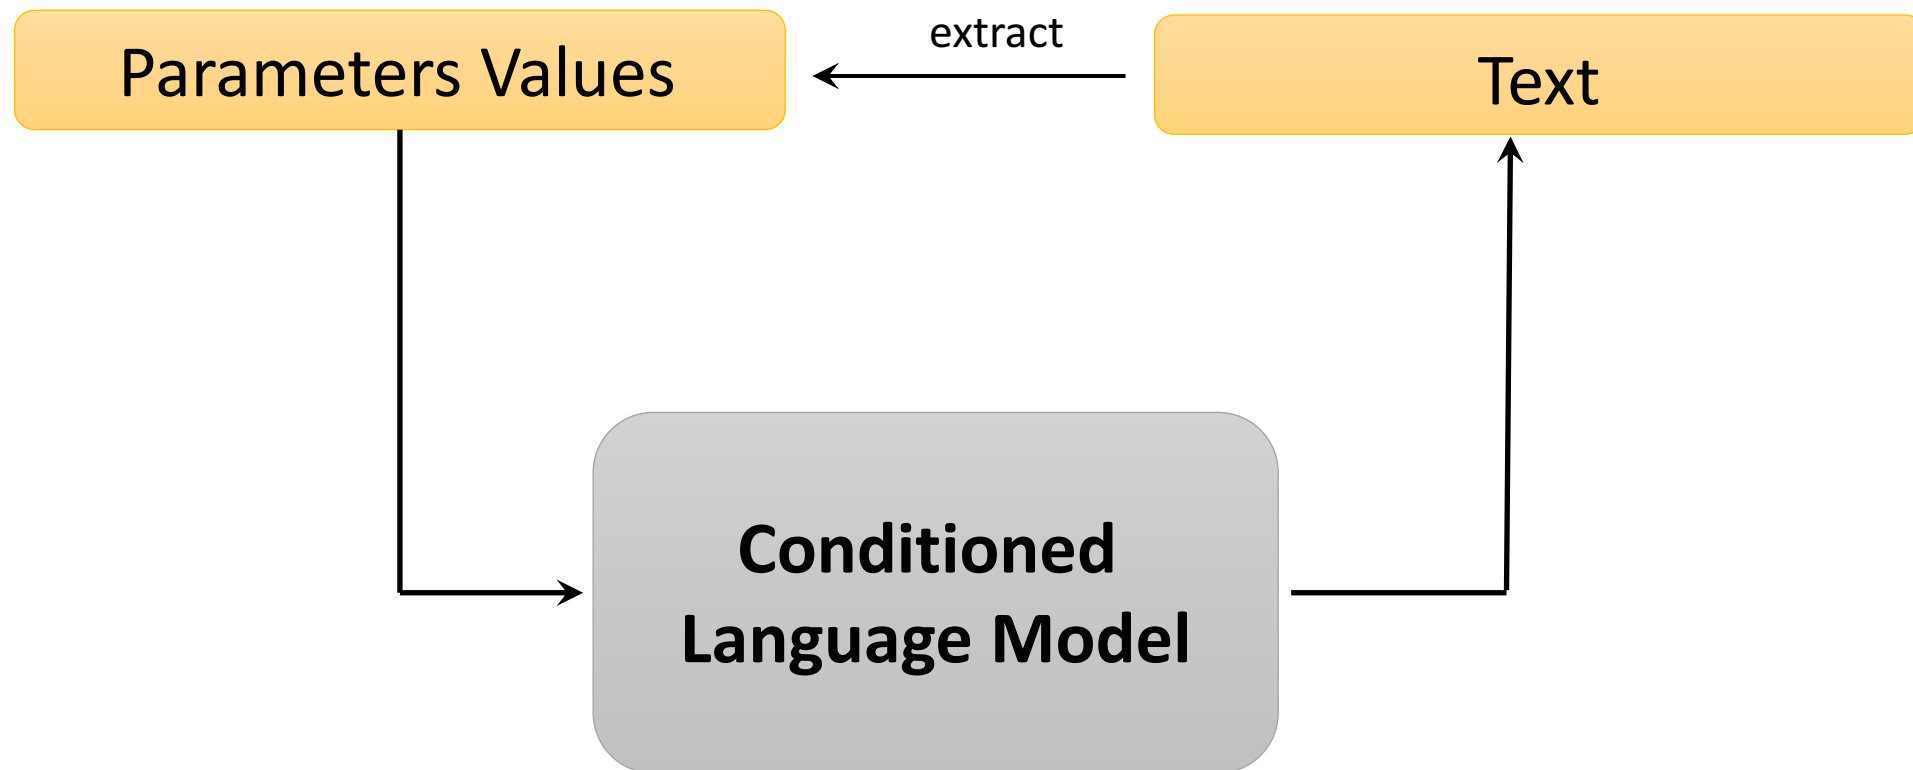 Parameters Values
extract
Text
Conditioned
Language Model